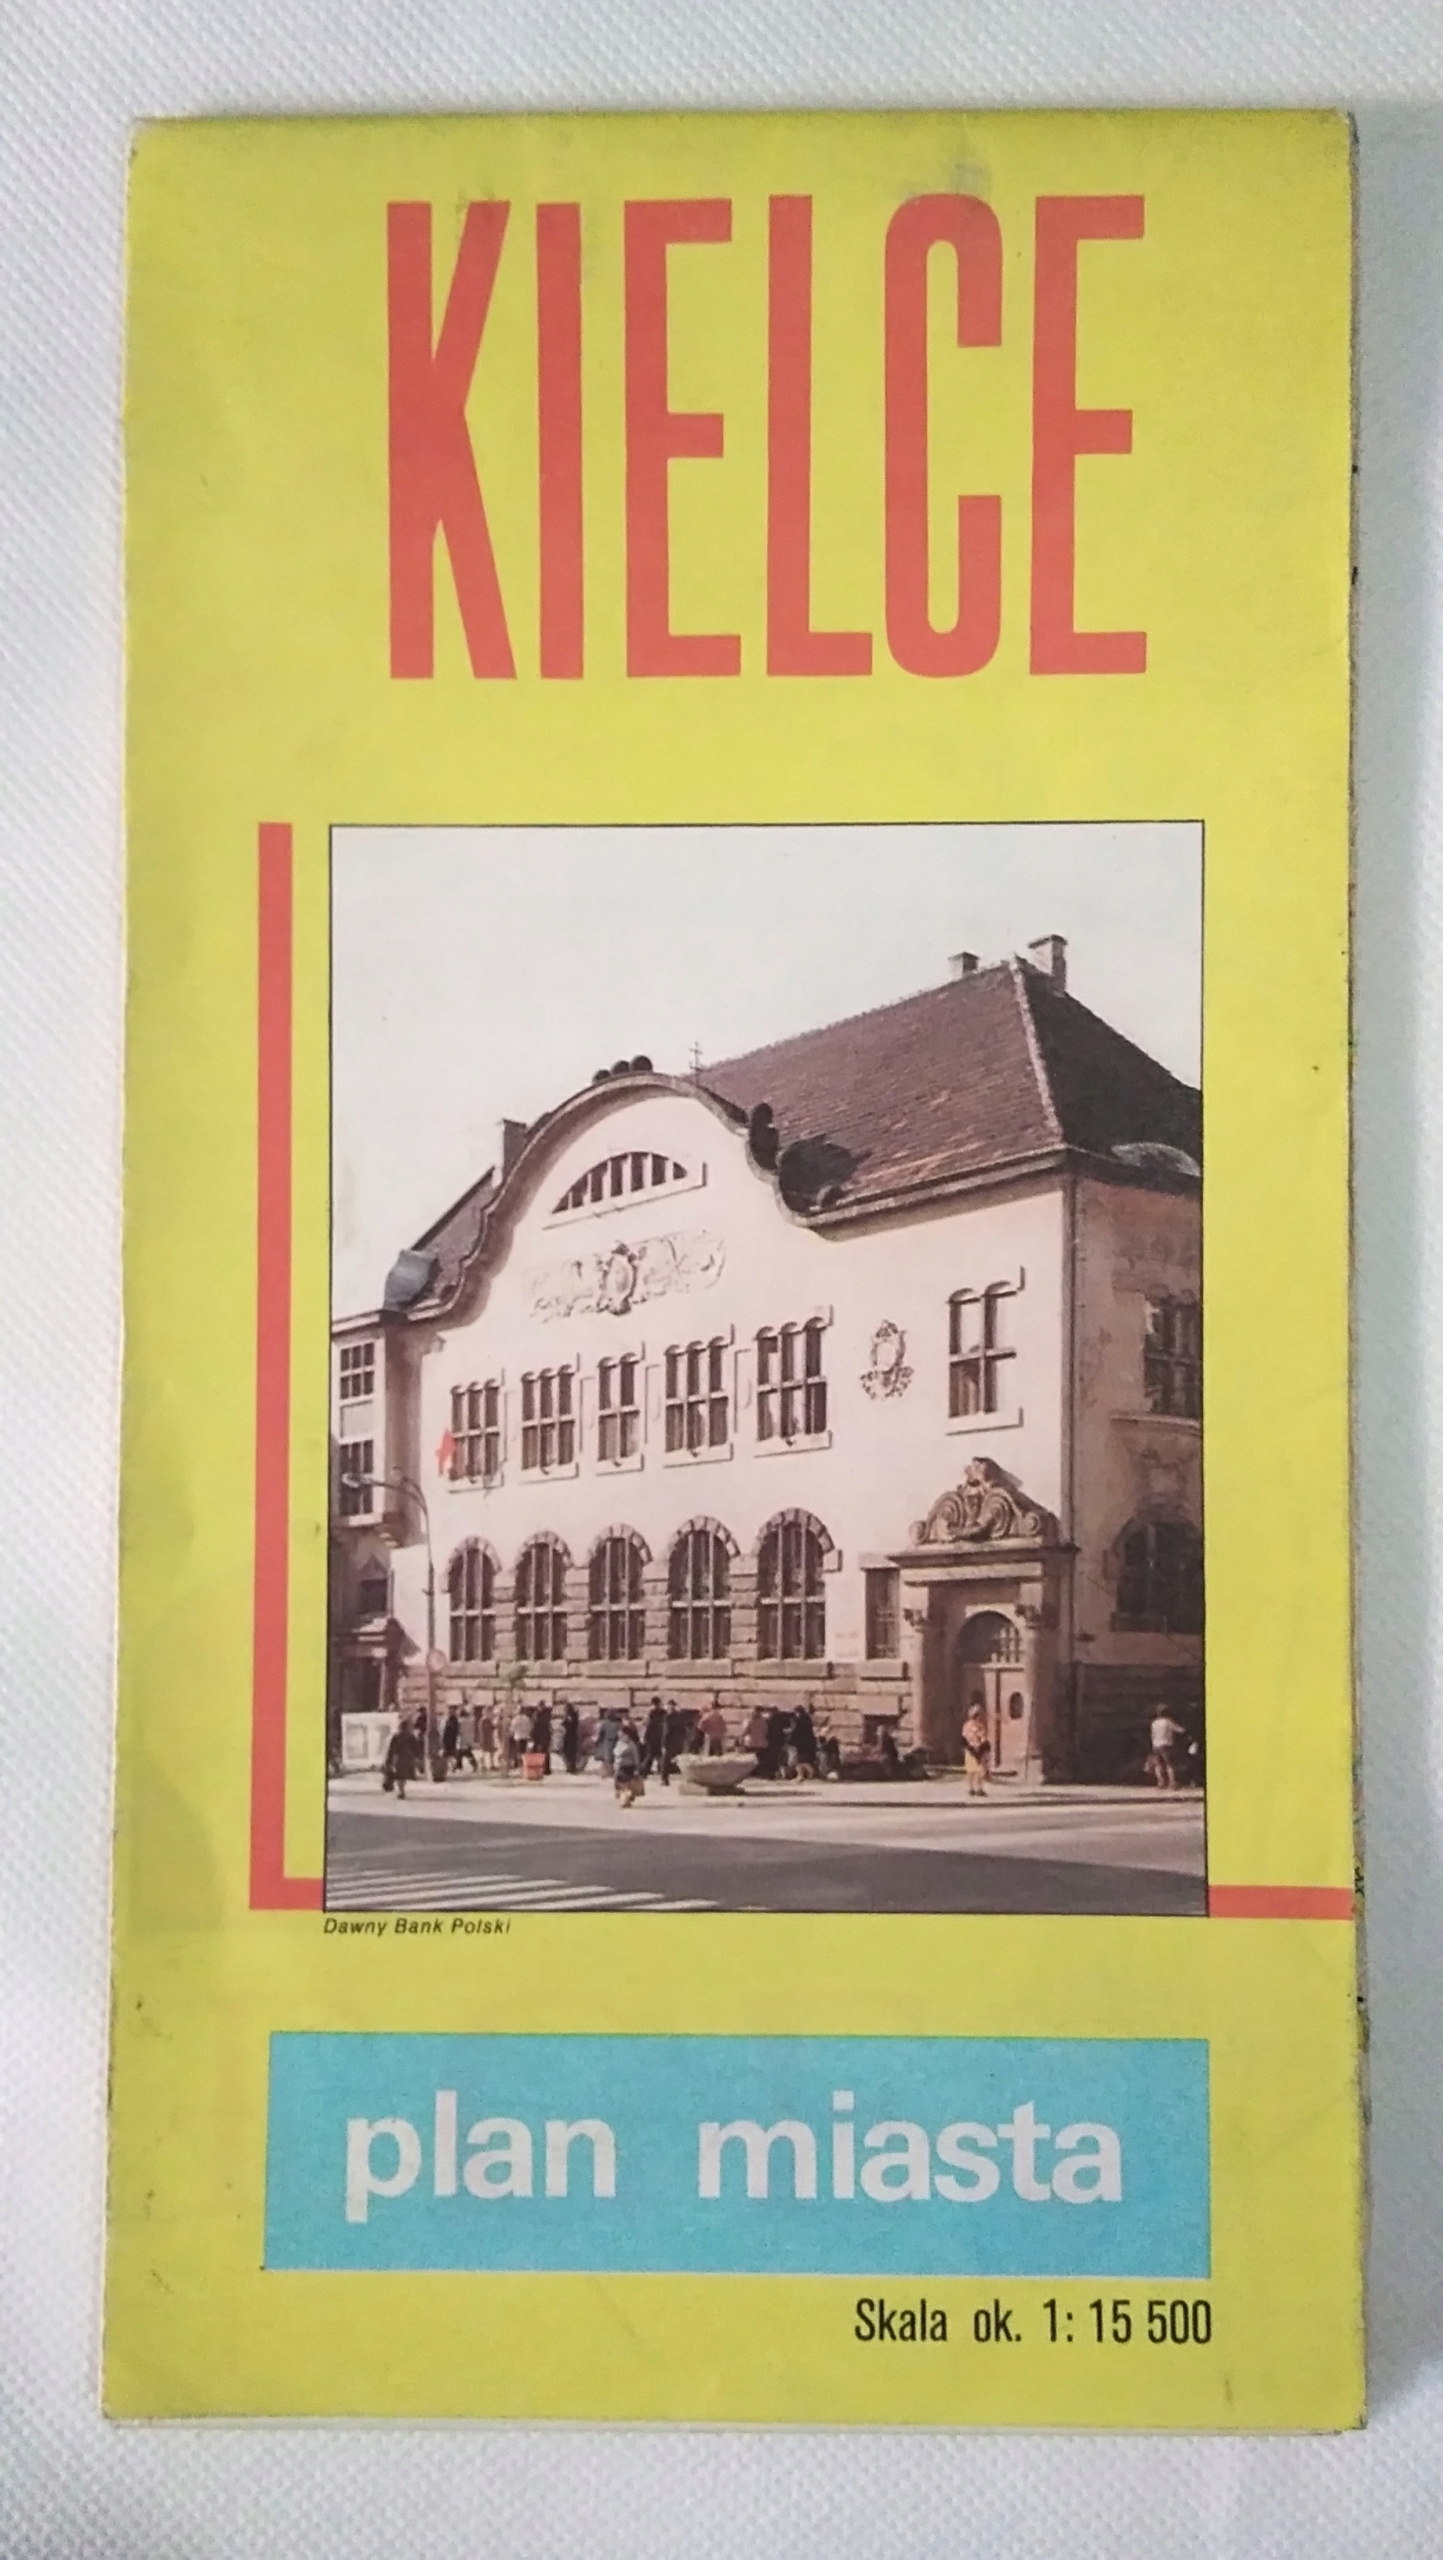 KIELCE
Dawny Bank Polski
plan miasta
Skala ok. 1: 15 500